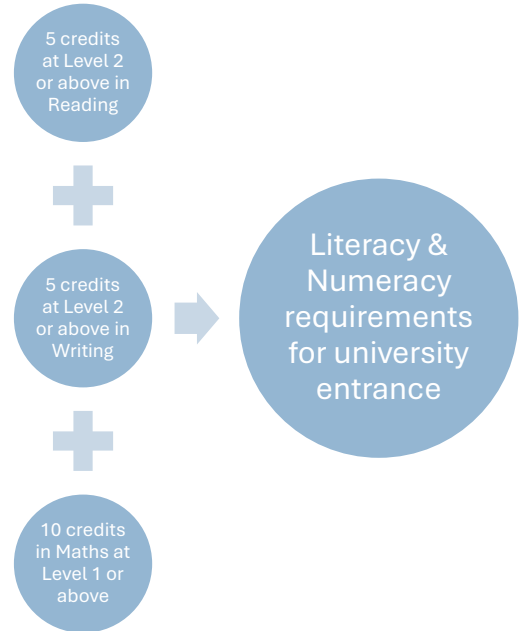 5 credits
at Level 2
or above in
Reading
5 credits
at Level 2
or above in
Writing
10 credits
in Maths at
Level 1 or
above
Literacy &
Numeracy
requirements
for university
entrance